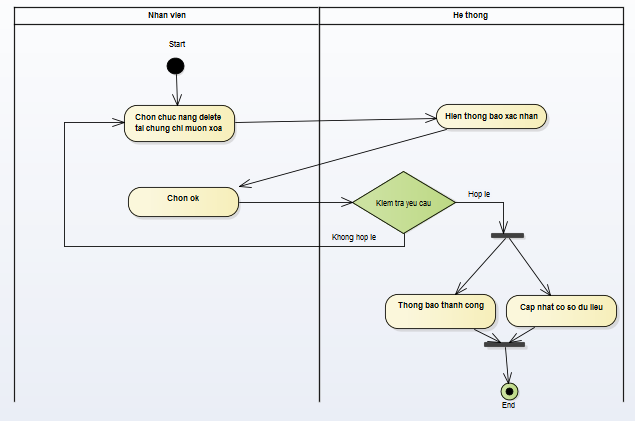 Nhan vien
He thong
Start
Chon chuc nang delete
tai chung chi muon xoa
Hien thong bao xac nhan
Chon ok
Kiem tra yeu cau
Hop le
Khong hop le
Thong bao thanh cong
Cap nhat co so du lieu
End